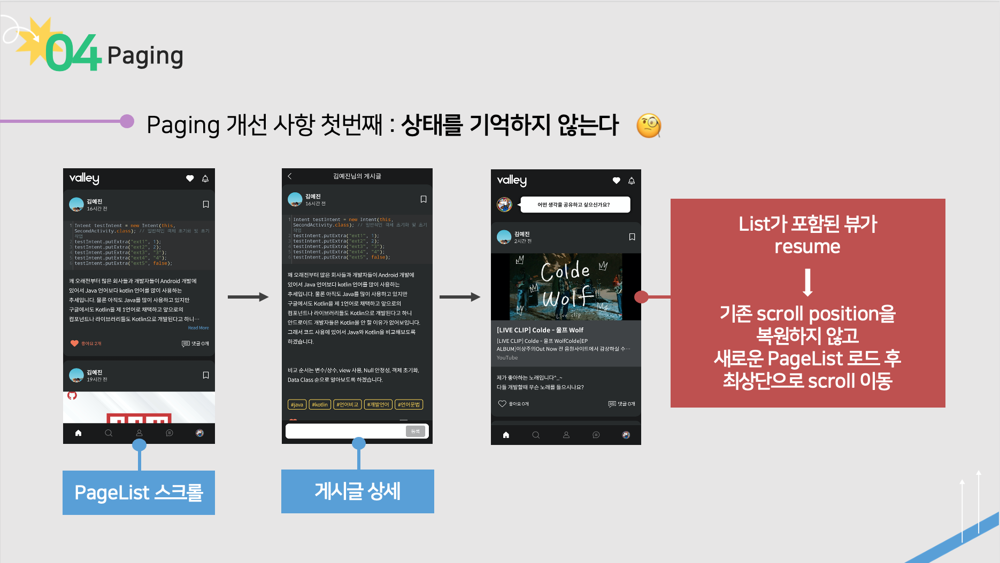 04 Paging
Paging 개선 사항 첫번째 : 상태를 기억하지 않는다
valley
김예진
16시간 전
1 Intent testIntent = new Intent(this,
SecondActivity.class); // 일반적인 객체 초기화 및 초기
작업
2 testIntent.putExtra("ext1", 1);
3 testIntent.putExtra("ext2", 2);
4 testIntent.putExtra("ext3", "3");
5 testIntent.putExtra("ext4", "4");
6 testIntent.putExtra("ext5", false);
꽤 오래전부터 많은 회사들과 개발자들이 Android 개발에
있어서 Java 언어보다 kotlin 언어를 많이 사용하는
추세입니다. 물론 아직도 Java를 많이 사용하고 있지만
구글에서도 Kotlin을 제 1언어로 채택하고 앞으로의
컴포넌트나 라이브러리들도 Kotlin으로 개발된다고 하니…
Read More
좋아요 2개
댓글 0개
김예진
19시간 전
PageList 스크롤
김예진님의 게시글
김예진
16시간 전
1 Intent testIntent = new Intent(this,
SecondActivity.class); // 일반적인 객체 초기화 및 초기
작업
2 testIntent.putExtra("ext1", 1);
3 testIntent.putExtra("ext2", 2);
4 testIntent.putExtra("ext3", "3");
5 testIntent.putExtra("ext4", "4");
6 testIntent.putExtra("ext5", false);
꽤 오래전부터 많은 회사들과 개발자들이 Android 개발에
있어서 Java 언어보다 kotlin 언어를 많이 사용하는
추세입니다. 물론 아직도 Java를 많이 사용하고 있지만
구글에서도 Kotlin을 제 1언어로 채택하고 앞으로의
컴포넌트나 라이브러리들도 Kotlin으로 개발된다고 하니
안드로이드 개발자들은 Kotlin을 안 할 이유가 없어보입니다.
그래서 코드 사용에 있어서 Java와 Kotlin을 비교해보도록
하겠습니다.
비교 순서는 변수/상수, view 사용, Null 안정성, 객체 초기화,
Data Class 순으로 알아보도록 하겠습니다.
#java #kotlin #언어비교 #개발언어 #언어문법
등록
게시글 상세
valley
어떤 생각을 공유하고 싶으신가요?
김예진
2시간 전
Colde
Wolf
Live clip
[LIVE CLIP] Colde - 울프 Wolf
[LIVE CLIP] Colde - 울프 WolfColde[EP
ALBUM]이상주의Out Now 전 음원사이트에서 감상하실 수…
YouTube
제가 좋아하는 노래입니다^_~
다들 개발할때 무슨 노래를 들으시나요?
좋아요 0개
댓글 0개
List가 포함된 뷰가
resume
기존 scroll position을
복원하지 않고
새로운 PageList 로드 후
최상단으로 scroll 이동